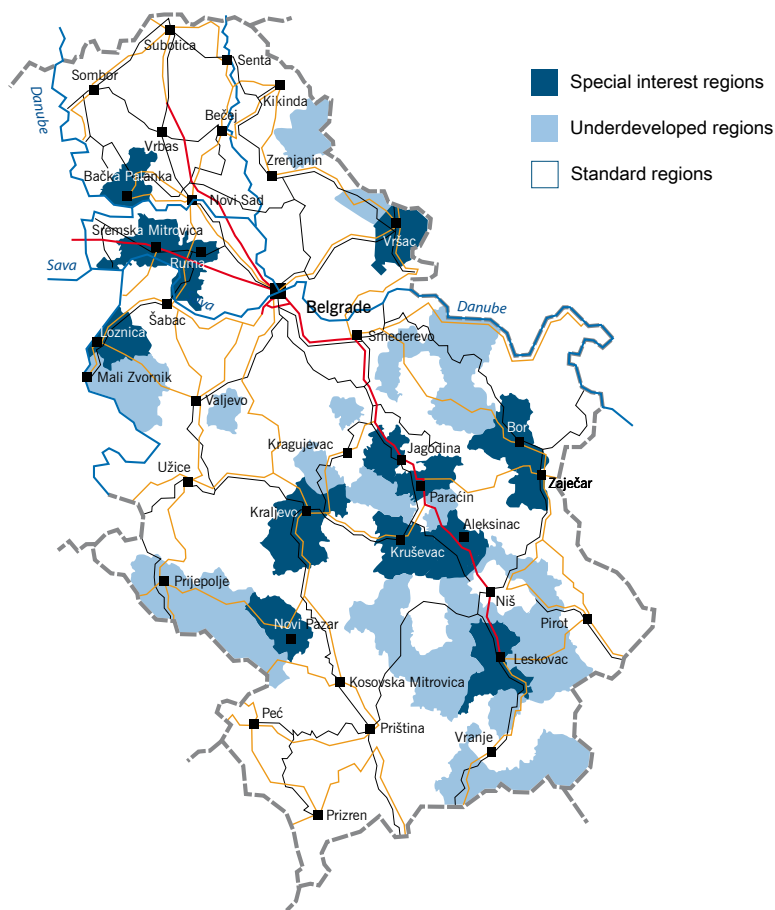 Subotica
Senta
Sombor
Kikinda
Danube
Bečej
Vrbas
Zrenjanin
Bačka Palanka
Novi Sad
Sremska Mitrovica
Vršac
Ruma
Sava
va
Belgrade
Danube
Šabac
Loznica
Smederevo
Mali Zvornik
Valjevo
Bor
Kragujevac
Jagodina
Užice
Zaječar
Paraćin
Kraljevo
Aleksinac
Kruševac
Prijepolje
Niš
Novi Pazar
Pirot
Leskovac
Kosovska Mitrovica
Peć
Priština
Vranje
Prizren
Special interest regions
Underdeveloped regions
Standard regions